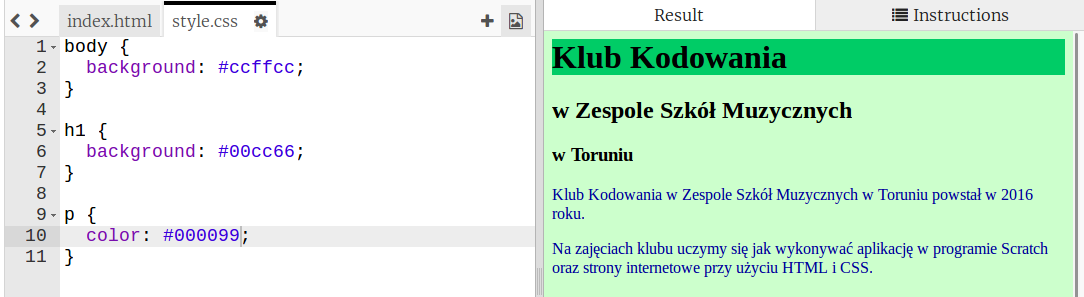 index.html style.css
Result Instructions
1 body {
2 background: #ccffcc;
3 }
4
5 h1 {
6 background: #00cc66;
7 }
8
9 p {
10 color: #000099;
11 }
Klub Kodowania
w Zespole Szkół Muzycznych
w Toruniu
Klub Kodowania w Zespole Szkół Muzycznych w Toruniu powstał w 2016
roku.
Na zajęciach klubu uczymy się jak wykonywać aplikację w programie Scratch
oraz strony internetowe przy użyciu HTML i CSS.